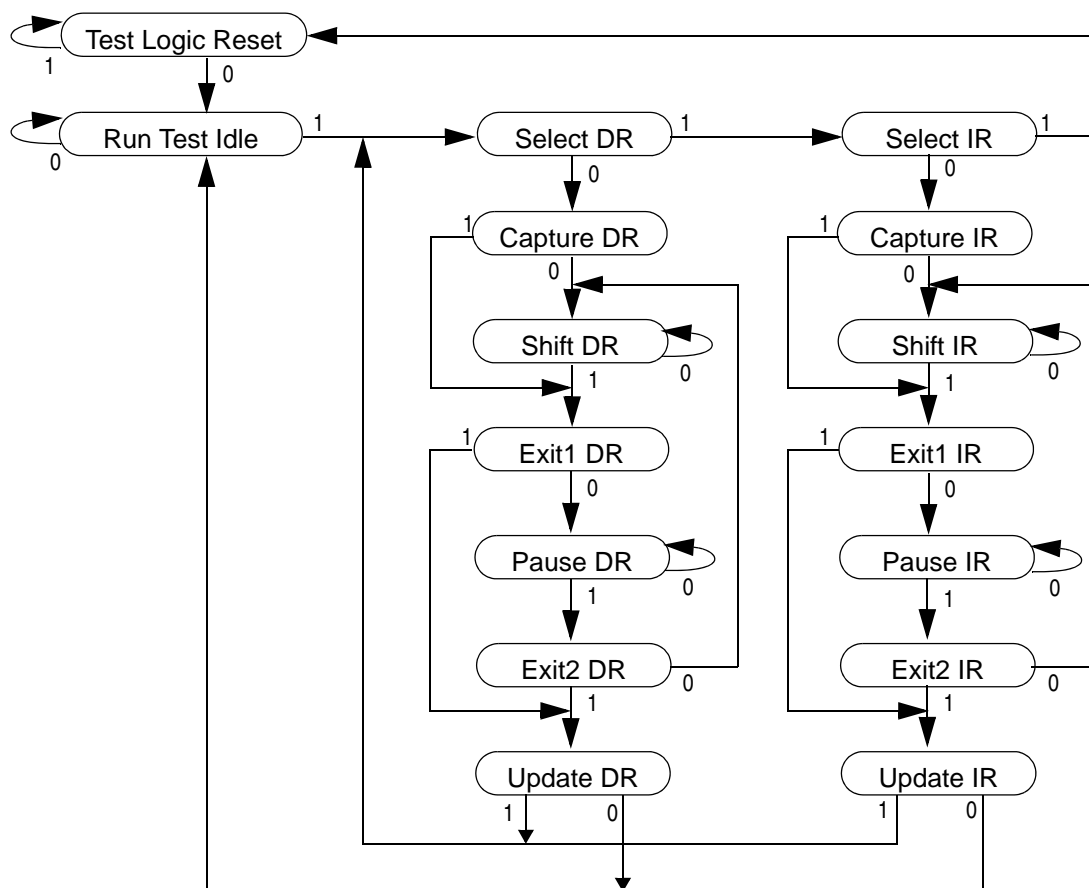 Test Logic Reset
1
0
Run Test Idle
1
Select DR
1
Select IR
1
0
0
0
1
Capture DR
1
Capture IR
0
0
Shift DR
Shift IR
0
0
1
1
1
Exit1 DR
1
Exit1 IR
0
0
Pause DR
Pause IR
0
0
1
1
Exit2 DR
Exit2 IR
0
0
1
1
Update DR
Update IR
1
0
1
0